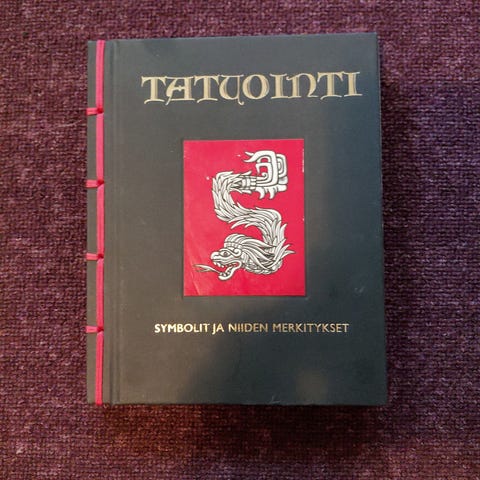 TATUOINTI
SYMBOLIT JA NIIDEN MERKITYKSET